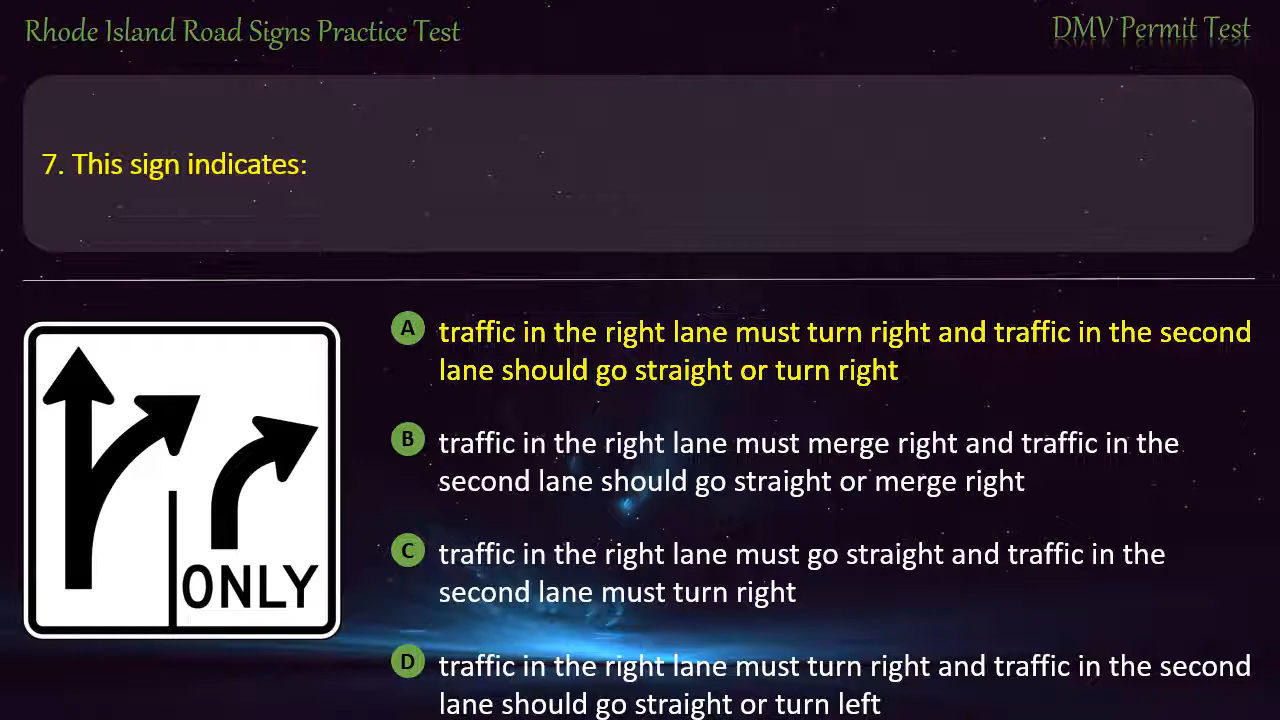 Rhode Island Road Signs Practice Test
DMV Permit Test
7. This sign indicates:
A traffic in the right lane must turn right and traffic in the second
lane should go straight or turn right
B traffic in the right lane must merge right and traffic in the
second lane should go straight or merge right
C traffic in the right lane must go straight and traffic in the
second lane must turn right
D traffic in the right lane must turn right and traffic in the second
lane should go straight or turn left
ONLY